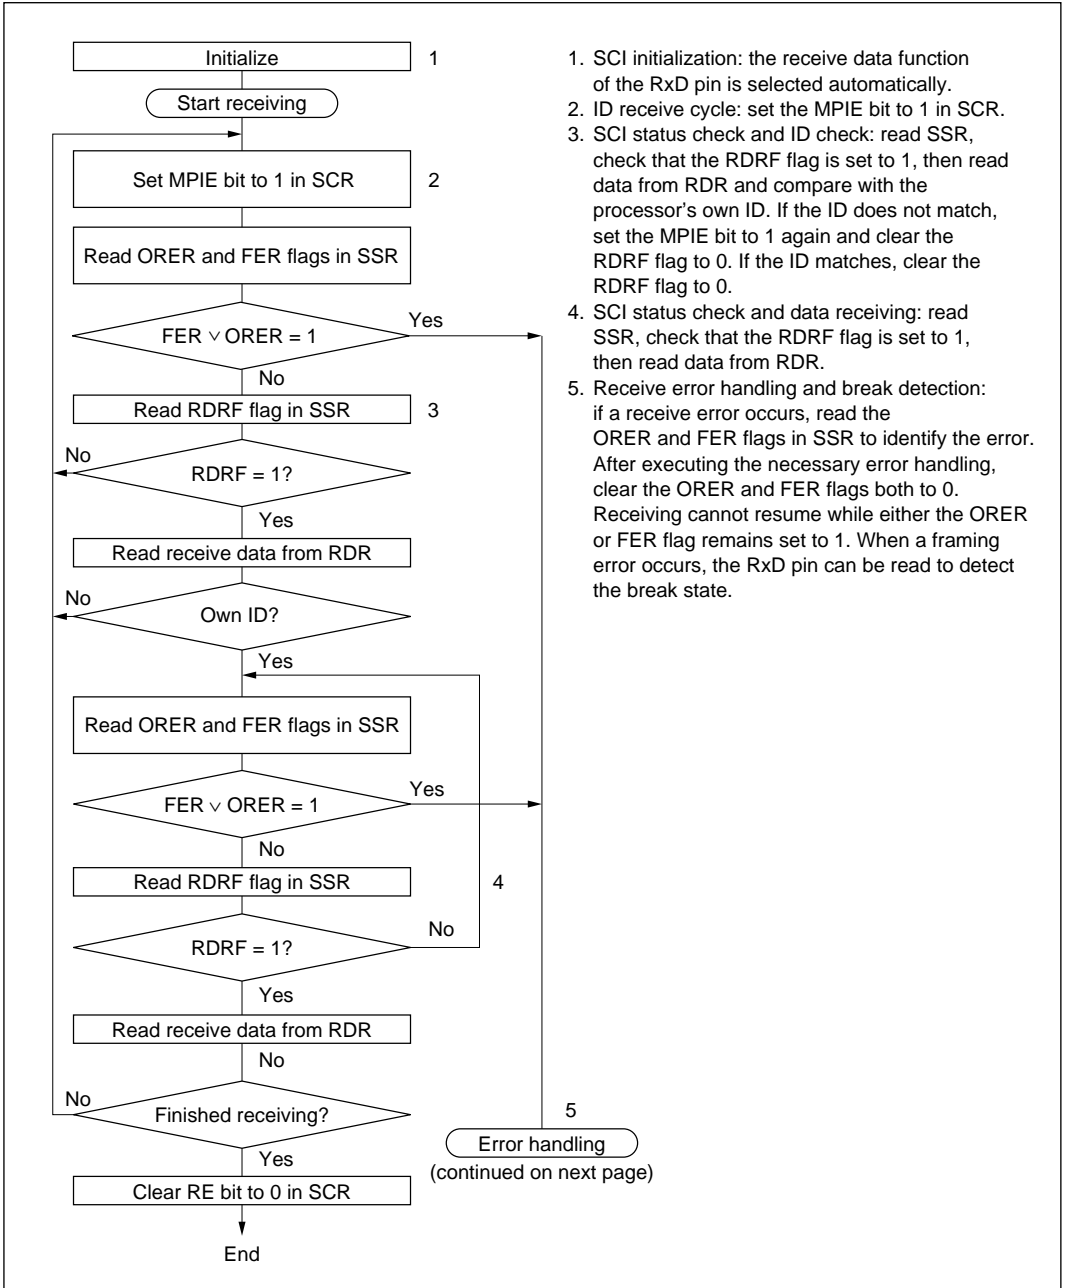 Initialize
1
Start receiving
Set MPIE bit to 1 in SCR
2
Read ORER and FER flags in SSR
FER ∨ ORER = 1
Yes
No
Read RDRF flag in SSR
3
No
RDRF = 1?
Yes
Read receive data from RDR
No
Own ID?
Yes
Read ORER and FER flags in SSR
FER ∨ ORER = 1
Yes
No
Read RDRF flag in SSR
4
RDRF = 1?
No
Yes
Read receive data from RDR
No
No
Finished receiving?
Yes
Clear RE bit to 0 in SCR
End
5
Error handling
(continued on next page)
1. SCI initialization: the receive data function
of the RxD pin is selected automatically.
2. ID receive cycle: set the MPIE bit to 1 in SCR.
3. SCI status check and ID check: read SSR,
check that the RDRF flag is set to 1, then read
data from RDR and compare with the
processor's own ID. If the ID does not match,
set the MPIE bit to 1 again and clear the
RDRF flag to 0. If the ID matches, clear the
RDRF flag to 0.
4. SCI status check and data receiving: read
SSR, check that the RDRF flag is set to 1,
then read data from RDR.
5. Receive error handling and break detection:
if a receive error occurs, read the
ORER and FER flags in SSR to identify the error.
After executing the necessary error handling,
clear the ORER and FER flags both to 0.
Receiving cannot resume while either the ORER
or FER flag remains set to 1. When a framing
error occurs, the RxD pin can be read to detect
the break state.